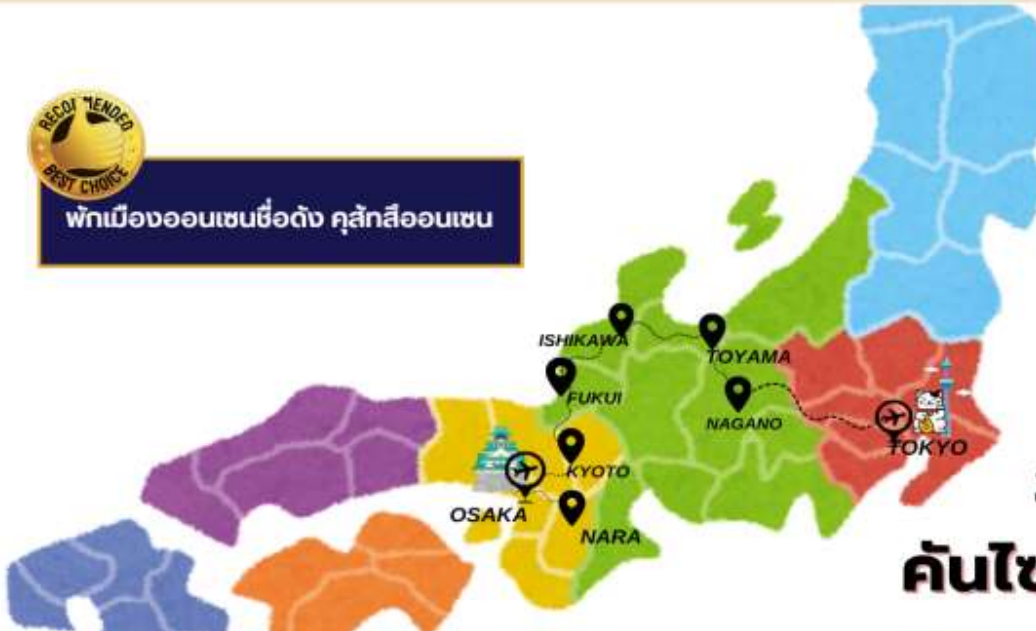 RECOMMENDED
BEST CHOICE
พักเมืองออนเซนชื่อดัง คุสัทสึออนเซน
ISHIKAWA
TOYAMA
FUKUI
NAGANO
TOKYO
KYOTO
OSAKA
NARA
คันไซ